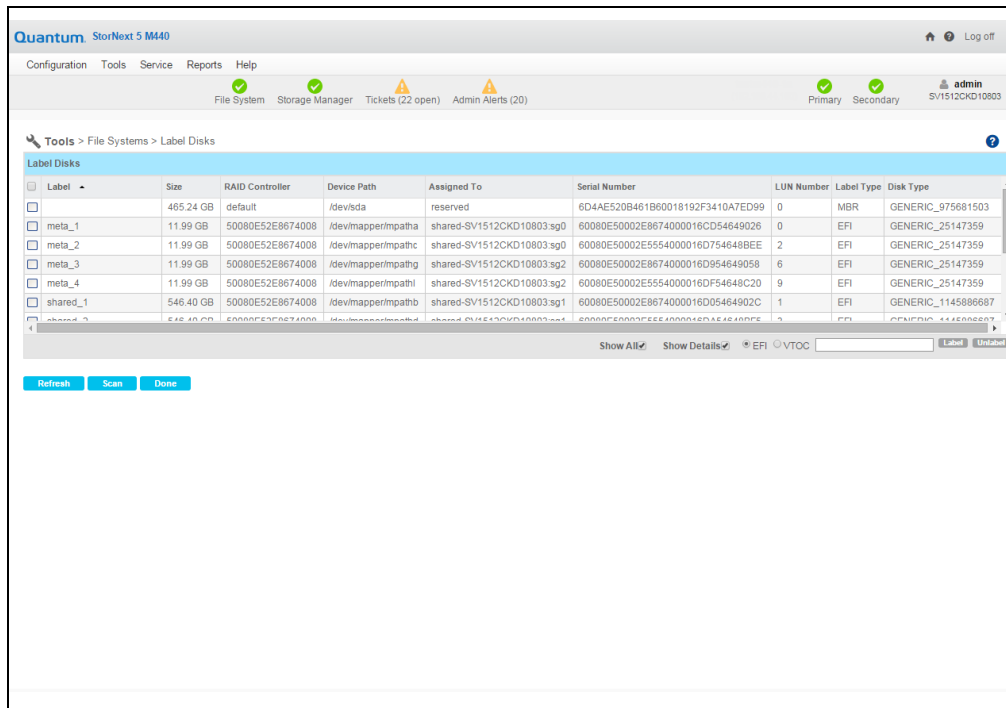 Quantum. StorNext 5 M440 Log off
Configuration Tools Service Reports Help
File System Storage Manager Tickets (22 open) Admin Alerts (20) Primary Secondary admin
SV1512CKD10803
Tools > File Systems > Label Disks
Label Disks
Label Size RAID Controller Device Path Assigned To Serial Number LUN Number Label Type Disk Type
465.24 GB default /dev/sda reserved 6D4AE520B461B60018192F3410A7ED99 0 MBR GENERIC_975681503
meta_1 11.99 GB 50080E52E8674008 /dev/mapper/mpatha shared-SV1512CKD10803:sg0 60080E50002E8674000016CD54649026 0 EFI GENERIC_25147359
meta_2 11.99 GB 50080E52E8674008 /dev/mapper/mpathc shared-SV1512CKD10803:sg0 60080E50002E5554000016D754648BEE 2 EFI GENERIC_25147359
meta_3 11.99 GB 50080E52E8674008 /dev/mapper/mpathg shared-SV1512CKD10803:sg2 60080E50002E8674000016D954649058 6 EFI GENERIC_25147359
meta_4 11.99 GB 50080E52E8674008 /dev/mapper/mpathl shared-SV1512CKD10803:sg2 60080E50002E5554000016DF54648C20 9 EFI GENERIC_25147359
shared_1 546.40 GB 50080E52E8674008 /dev/mapper/mpathb shared-SV1512CKD10803:sg1 60080E50002E8674000016D05464902C 1 EFI GENERIC_1145886687
Show All Show Details EFI VTOC Label Unlabel
Refresh Scan Done